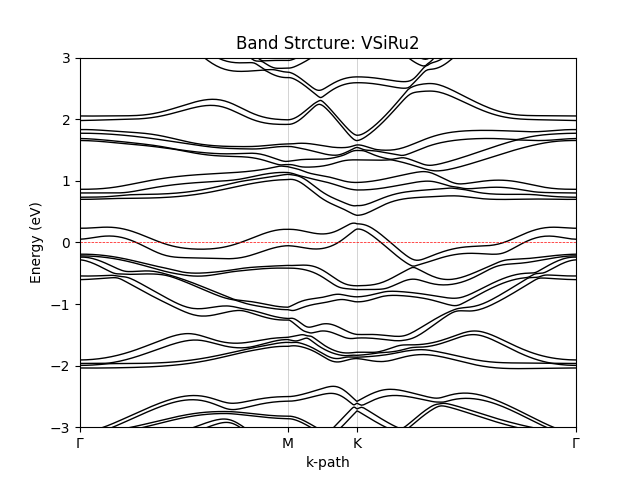 Band Strcture: VSiRu2
3
2
1
0
−1
−2
−3
Energy (eV)
Γ
M
K
Γ
k-path